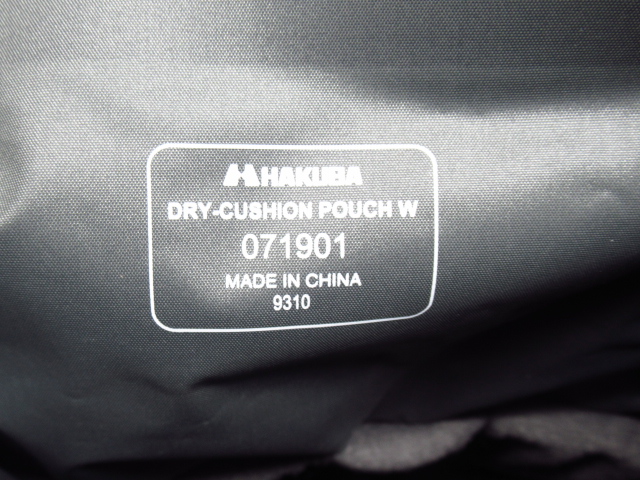 HAKUBA
DRY-CUSHION POUCH W
071901
MADE IN CHINA
9310